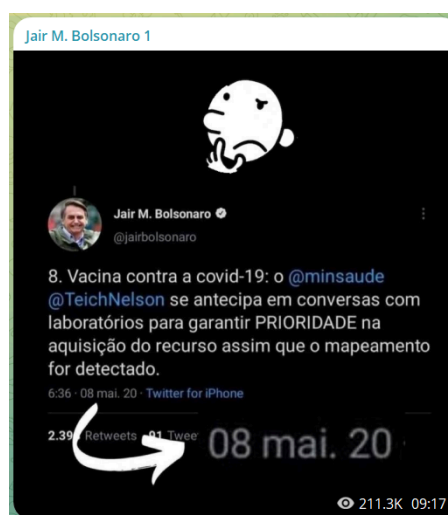 Jair M. Bolsonaro 1
Jair M. Bolsonaro
@jairbolsonaro
8. Vacina contra a covid-19: o @minsaude
@TeichNelson se antecipa em conversas com
laboratórios para garantir PRIORIDADE na
aquisição do recurso assim que o mapeamento
for detectado.
6:36 · 08 mai. 20 · Twitter for iPhone
Retweets
08 mai. 20
211.3K 09:17